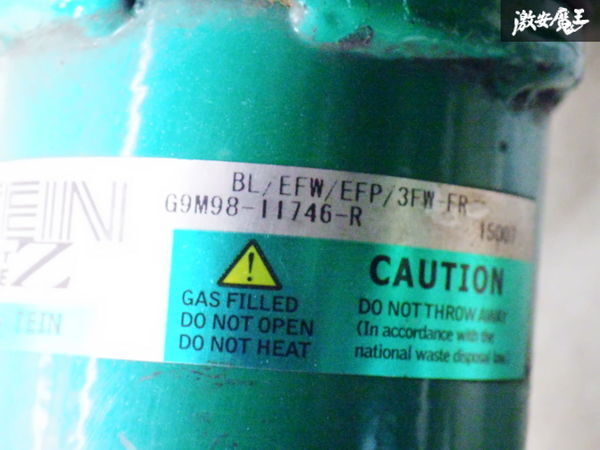 激安魔王
BL/EFW/EFP/3FW-FR
G9M98-11746-R
EIN
T
E Z
TEIN
CAUTION
GAS FILLED
DO NOT OPEN
DO NOT HEAT
DO NOT THROW AWAY
(In accordance with the
national waste disposal law.)